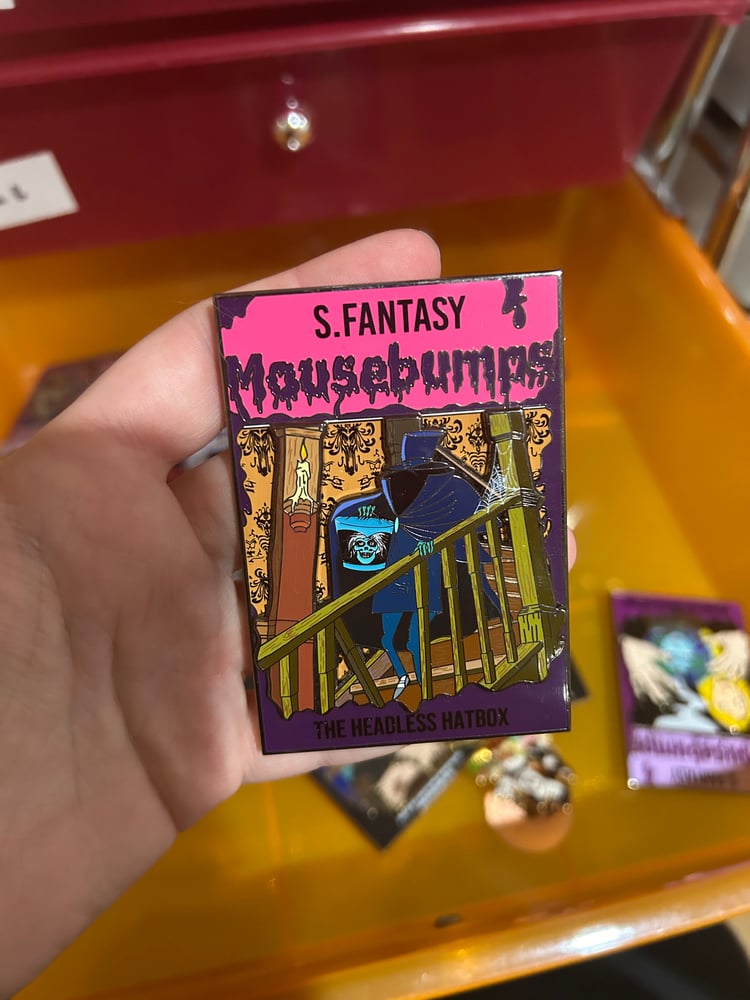 S.FANTASY
Mousebumps
THE HEADLESS HATBOX